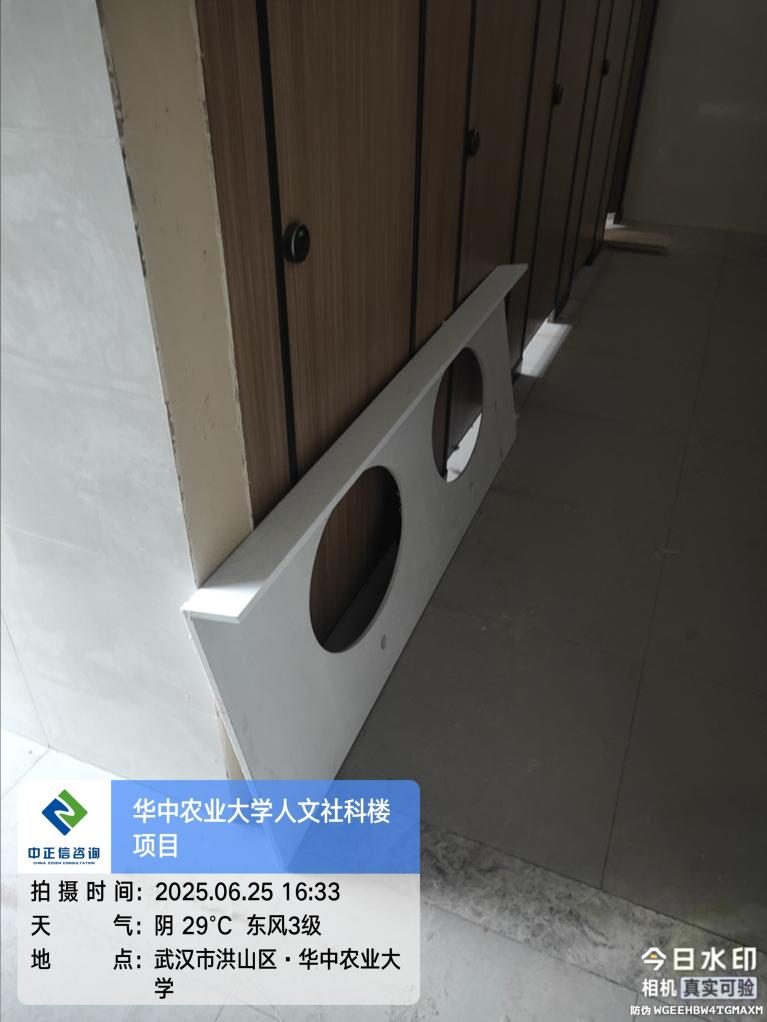 华中农业大学人文社科楼
项目
中正信咨询
CHINA ZEXIN CONSULTATION
拍摄时间：2025.06.25 16:33
天气：阴 29℃ 东风3级
地点：武汉市洪山区·华中农业大
学
今日水印
相机 真实可验
防伪 WGEEHBW4TGMAXM